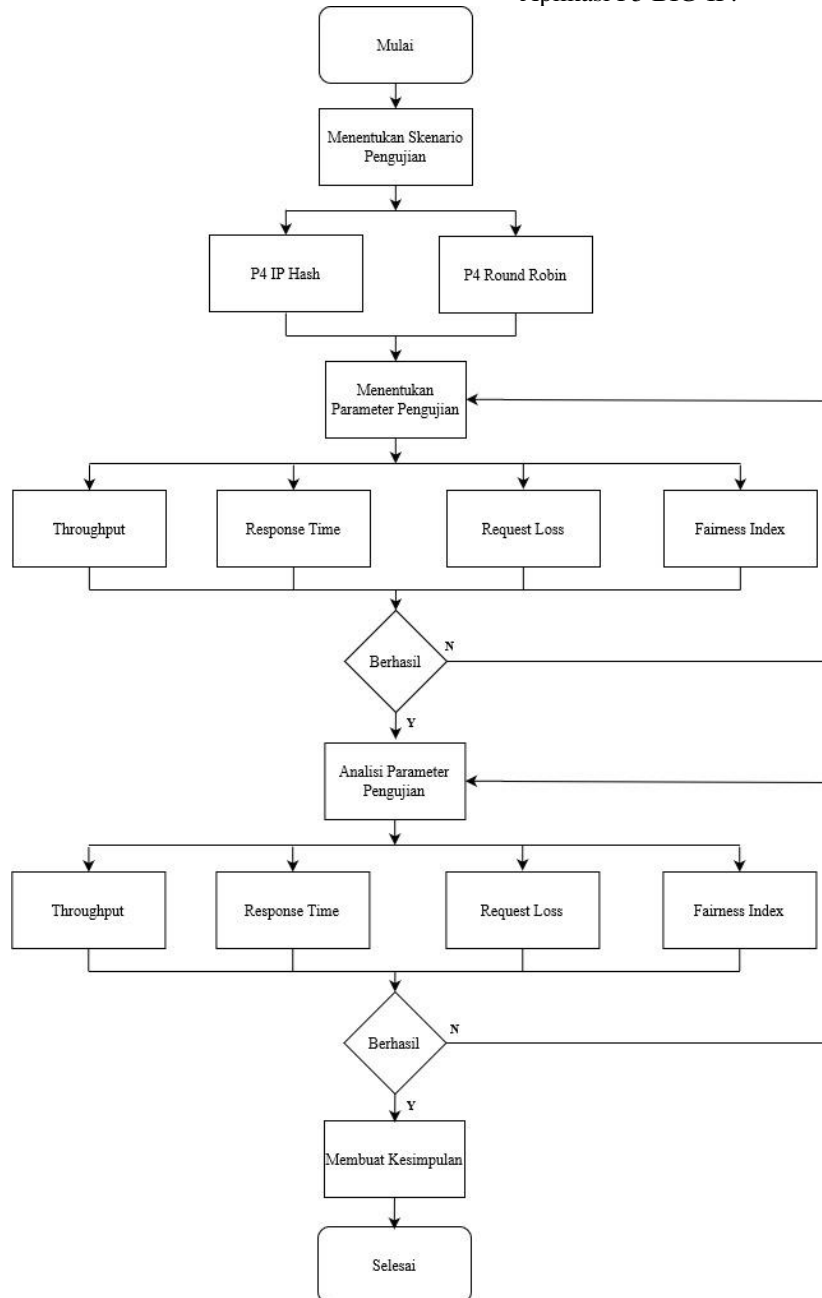 Mulai
Menentukan Skenario
Pengujian
P4 IP Hash
P4 Round Robin
Menentukan
Parameter Pengujian
Throughput
Response Time
Request Loss
Fairness Index
Berhasil
N
Y
Analisi Parameter
Pengujian
Throughput
Response Time
Request Loss
Fairness Index
Berhasil
N
Y
Membuat Kesimpulan
Selesai